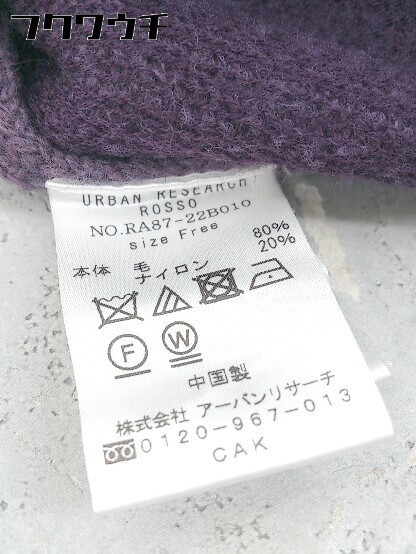 フクワウチ
URBAN RESEARCH
ROSSO
NO.RA87-22B010
size Free
本体 毛 80%
ナイロン 20%
F W
中国製
株式会社 アーバンリサーチ
0120-967-013
CAK